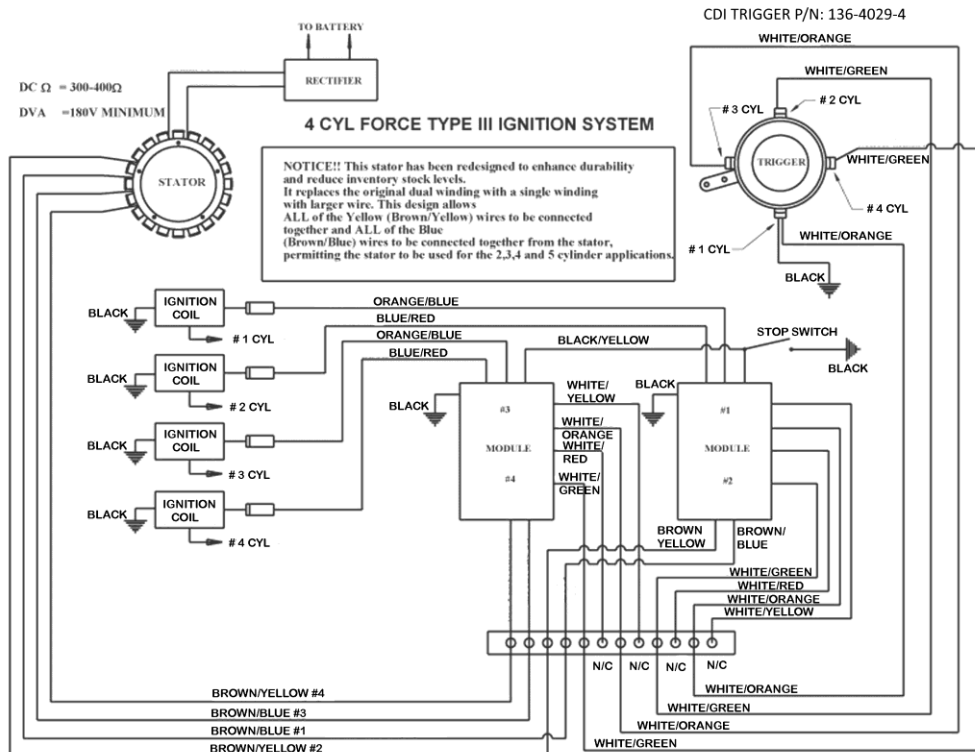 CDI TRIGGER P/N: 136-4029-4
WHITE/ORANGE
TO BATTERY
RECTIFIER
WHITE/GREEN
DC Ω = 300-400Ω
DVA =180V MINIMUM
# 3 CYL
# 2 CYL
4 CYL FORCE TYPE III IGNITION SYSTEM
STATOR
TRIGGER
WHITE/GREEN
NOTICE!! This stator has been redesigned to enhance durability
and reduce inventory stock levels.
It replaces the original dual winding with a single winding
with larger wire. This design allows
ALL of the Yellow (Brown/Yellow) wires to be connected
together and ALL of the Blue
(Brown/Blue) wires to be connected together from the stator,
permitting the stator to be used for the 2,3,4 and 5 cylinder applications.
# 4 CYL
# 1 CYL
WHITE/ORANGE
BLACK
BLACK
IGNITION
COIL
# 1 CYL
ORANGE/BLUE
BLUE/RED
ORANGE/BLUE
BLUE/RED
BLACK/YELLOW
STOP SWITCH
BLACK
BLACK
IGNITION
COIL
# 2 CYL
BLACK
IGNITION
COIL
# 3 CYL
BLACK
IGNITION
COIL
# 4 CYL
BLACK
#3
MODULE
#4
WHITE/
YELLOW
WHITE/
ORANGE
WHITE/
RED
WHITE/
GREEN
BLACK
#1
MODULE
#2
BROWN
YELLOW
BROWN/
BLUE
WHITE/GREEN
WHITE/RED
WHITE/ORANGE
WHITE/YELLOW
N/C
N/C
N/C
N/C
BROWN/YELLOW #4
BROWN/BLUE #3
BROWN/BLUE #1
BROWN/YELLOW #2
WHITE/ORANGE
WHITE/GREEN
WHITE/ORANGE
WHITE/GREEN